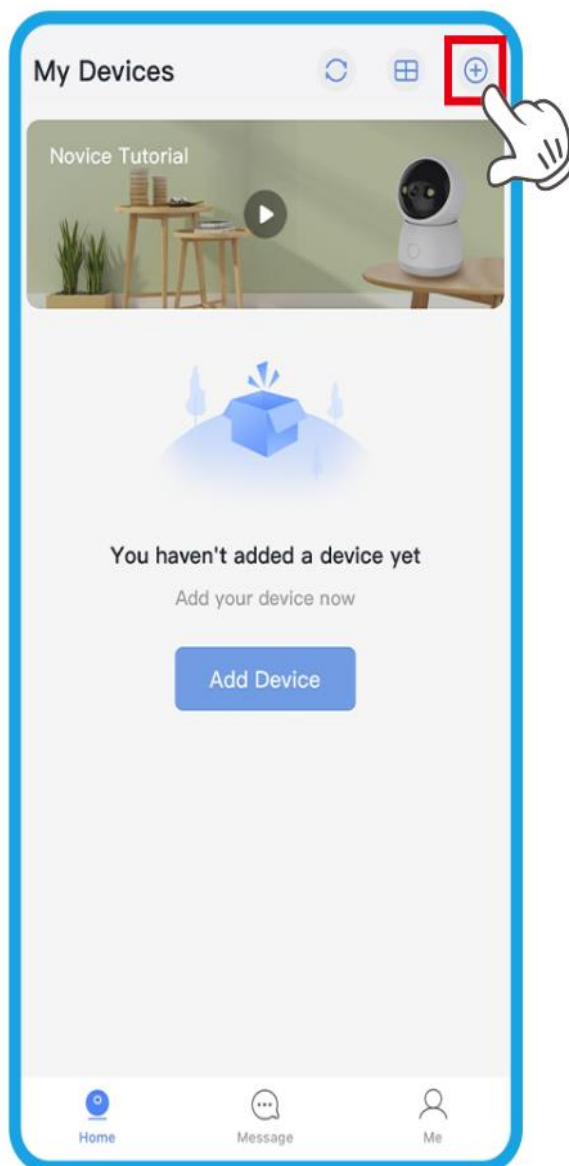 My Devices
Novice Tutorial
You haven't added a device yet
Add your device now
Add Device
Home
Message
Me